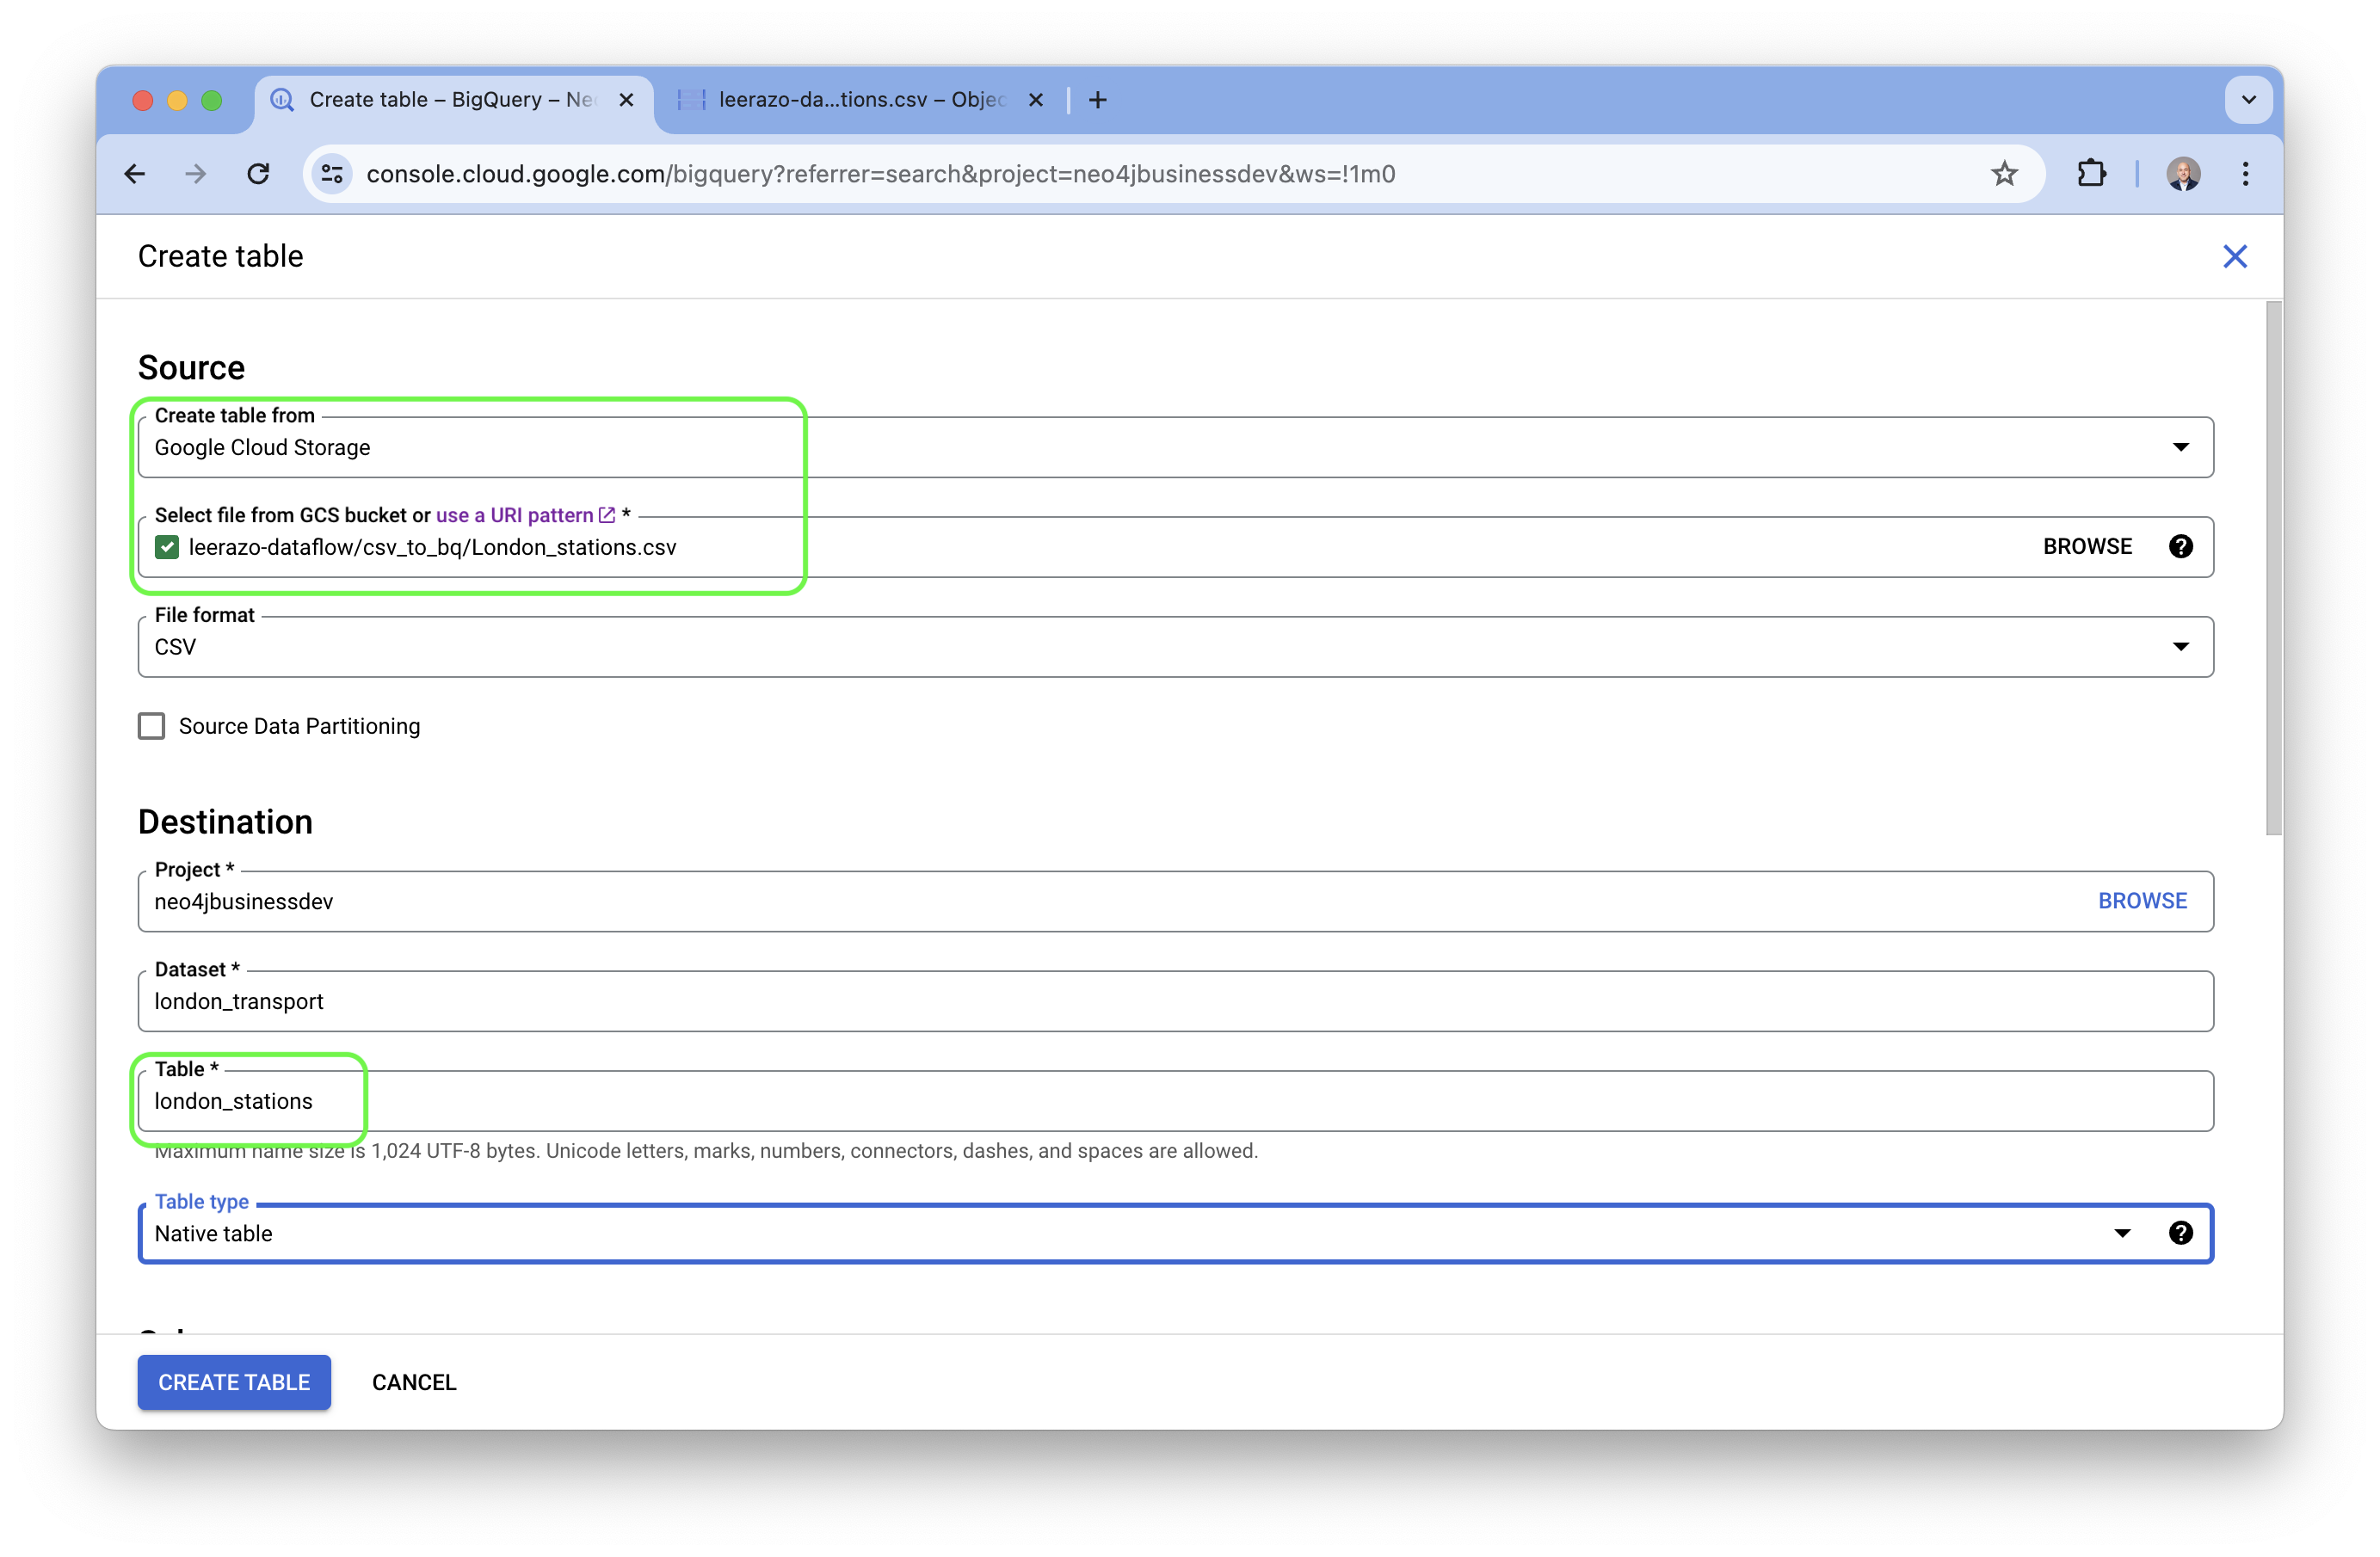 Create table – BigQuery – Ne
leerazo-da...tions.csv – Objec
console.cloud.google.com/bigquery?referrer=search&project=neo4jbusinessdev&ws=!1m0
Create table
Source
Create table from
Google Cloud Storage
Select file from GCS bucket or use a URI pattern *
leerazo-dataflow/csv_to_bq/London_stations.csv
BROWSE
File format
CSV
Source Data Partitioning
Destination
Project *
neo4jbusinessdev
BROWSE
Dataset *
london_transport
Table *
london_stations
Maximum name size is 1,024 UTF-8 bytes. Unicode letters, marks, numbers, connectors, dashes, and spaces are allowed.
Table type
Native table
CREATE TABLE
CANCEL